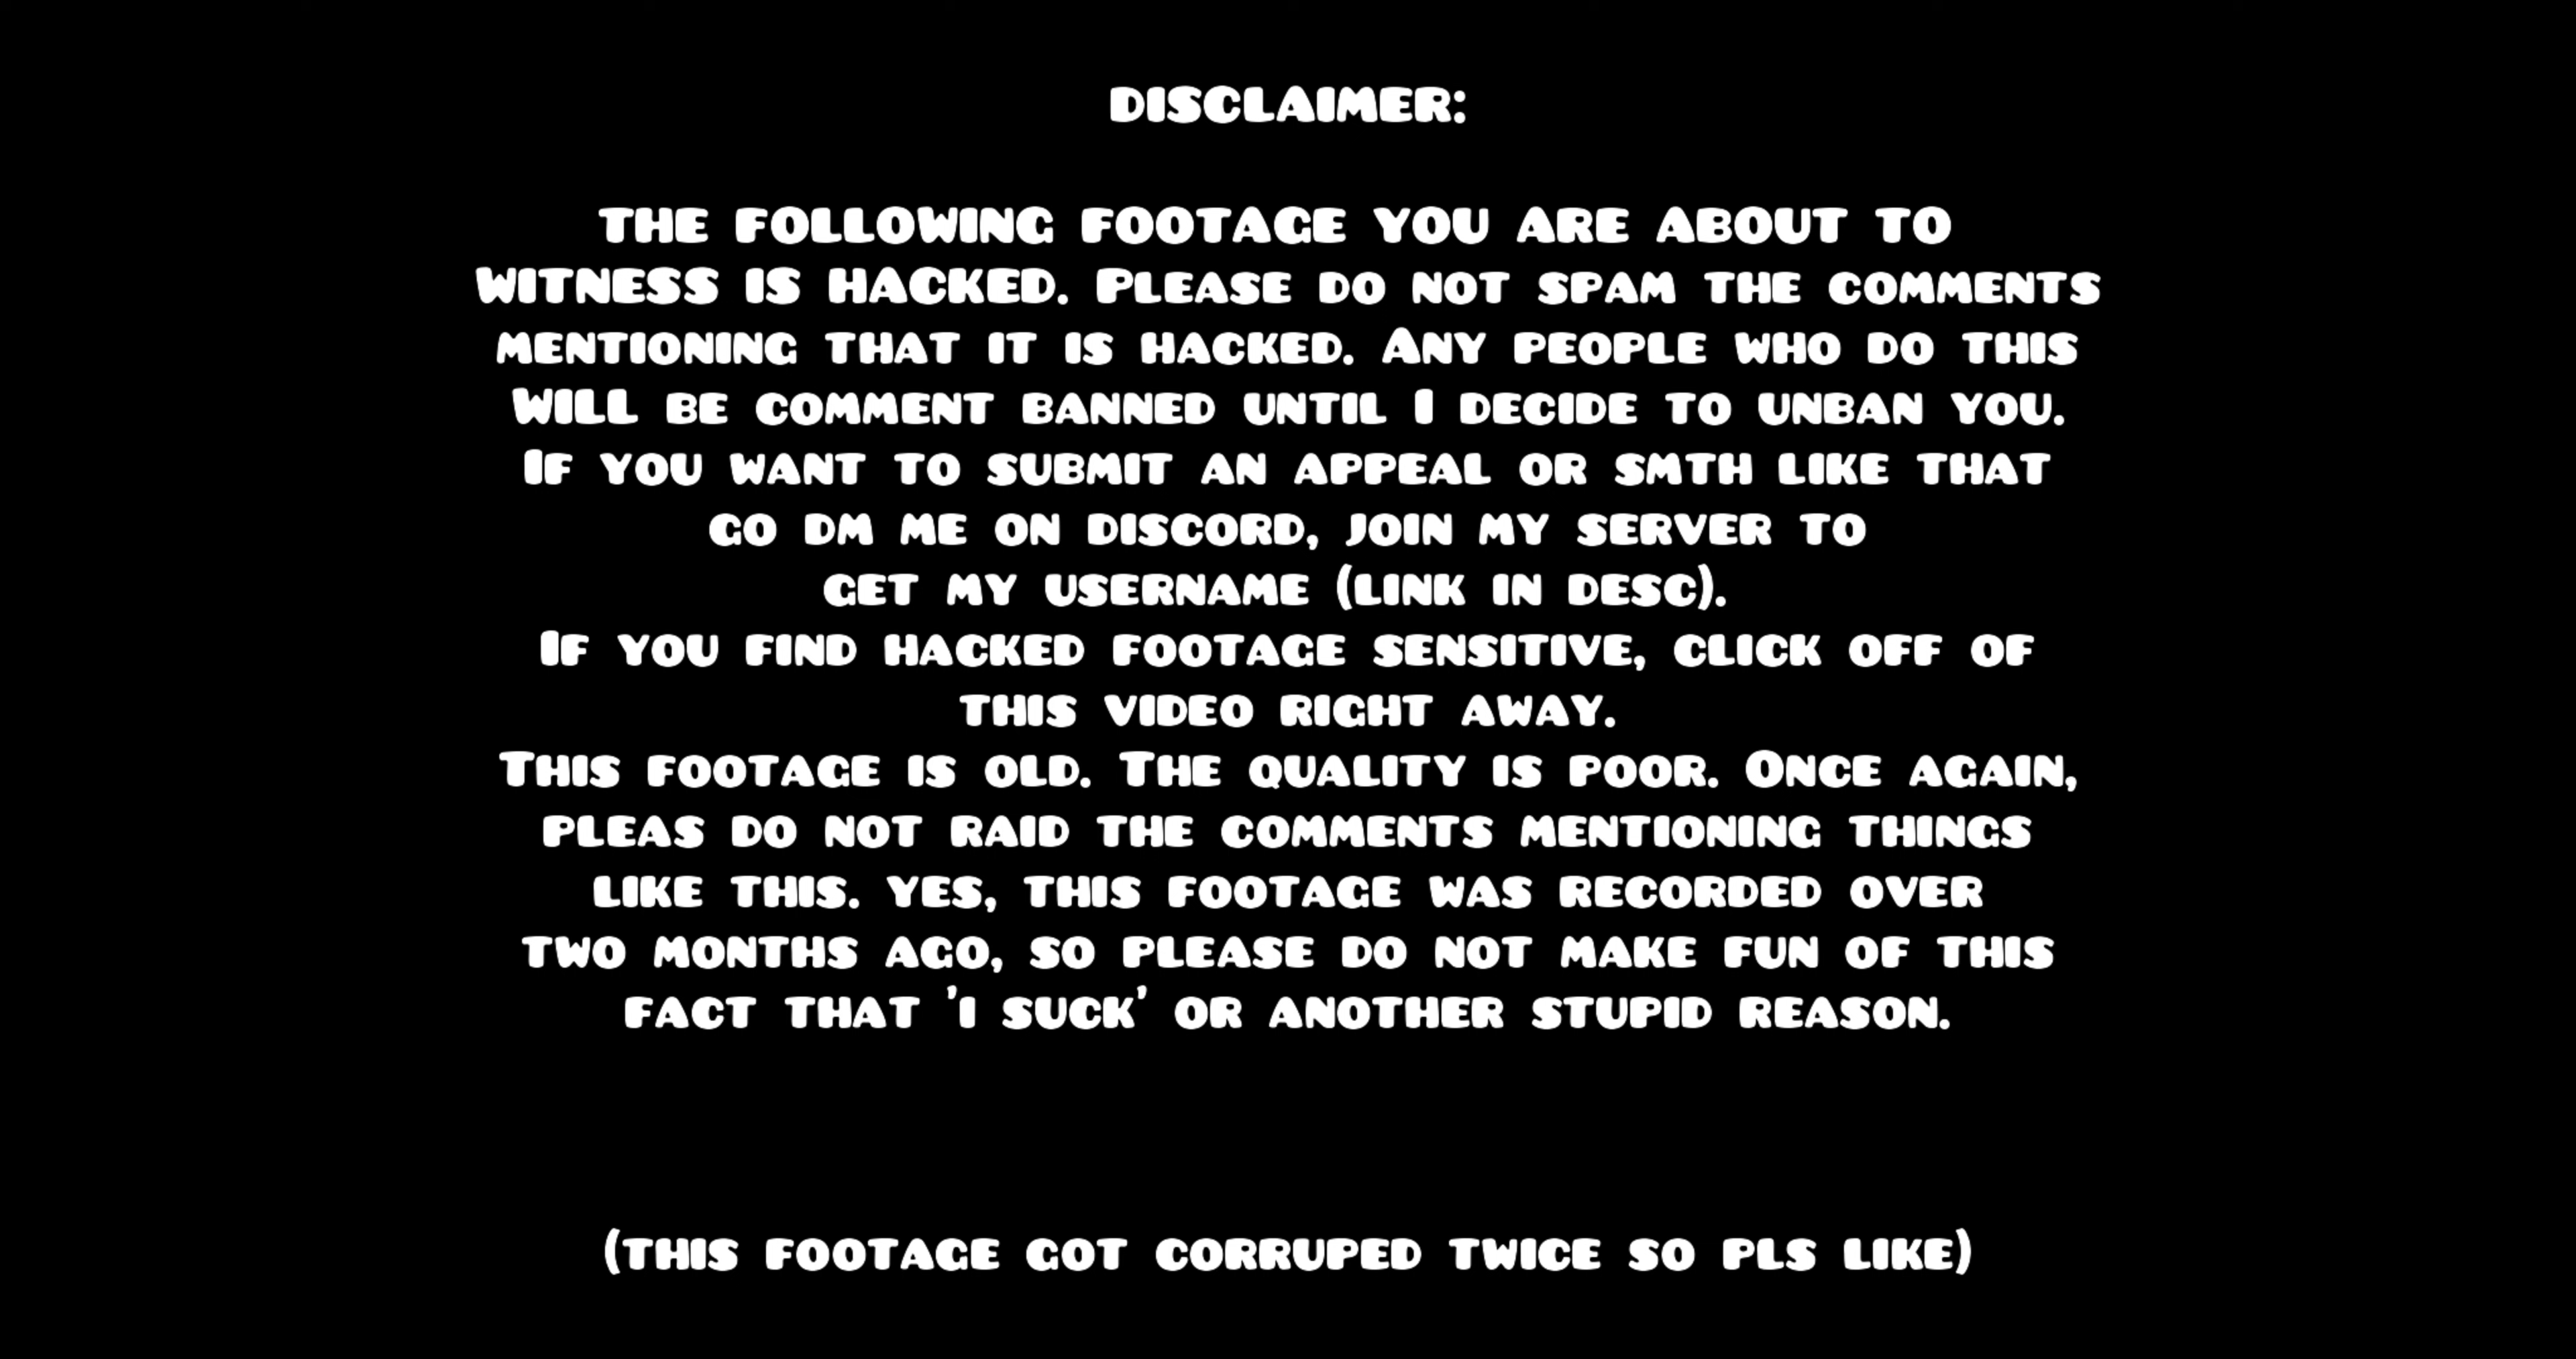 DISCLAIMER:
THE FOLLOWING FOOTAGE YOU ARE ABOUT TO
WITNESS IS HACKED. Please do not spam the comments
mentioning that it is hacked. Any people who do this
WILL be comment banned until I decide to unban you.
If you want to submit an appeal or smth like that
go dm me on discord, join my server to
get my username (link in desc).
If you find hacked footage sensitive, click off of
this video right away.
This footage is old. The quality is poor. Once again,
pleas do not raid the comments mentioning things
like this. yes, this footage was recorded over
two months ago, so please do not make fun of this
fact that 'i suck' or another stupid reason.
(this footage got corruped twice so pls like)